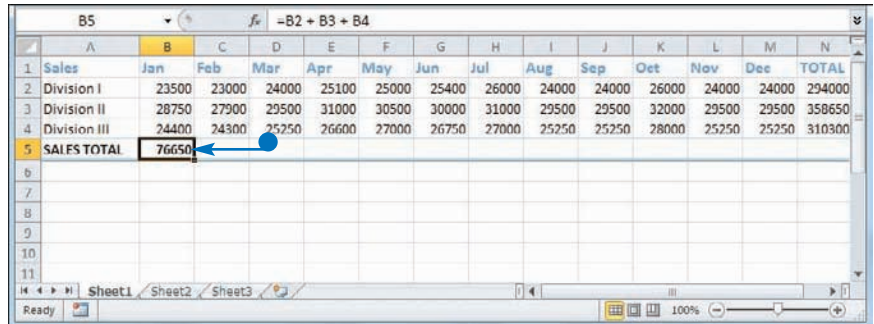 B5 fx =B2 + B3 + B4
A B C D E F G H I J K L M N
1 Sales Jan Feb Mar Apr May Jun Jul Aug Sep Oct Nov Dec TOTAL
2 Division I 23500 23000 24000 25100 25000 25400 26000 24000 24000 26000 24000 24000 294000
3 Division II 28750 27900 29500 31000 30500 30000 31000 29500 29500 32000 29500 29500 358650
4 Division III 24400 24300 25250 26600 27000 26750 27000 25250 25250 28000 25250 25250 310300
5 SALES TOTAL 76650
6
7
8
9
10
11
Sheet1 Sheet2 Sheet3
Ready 100%